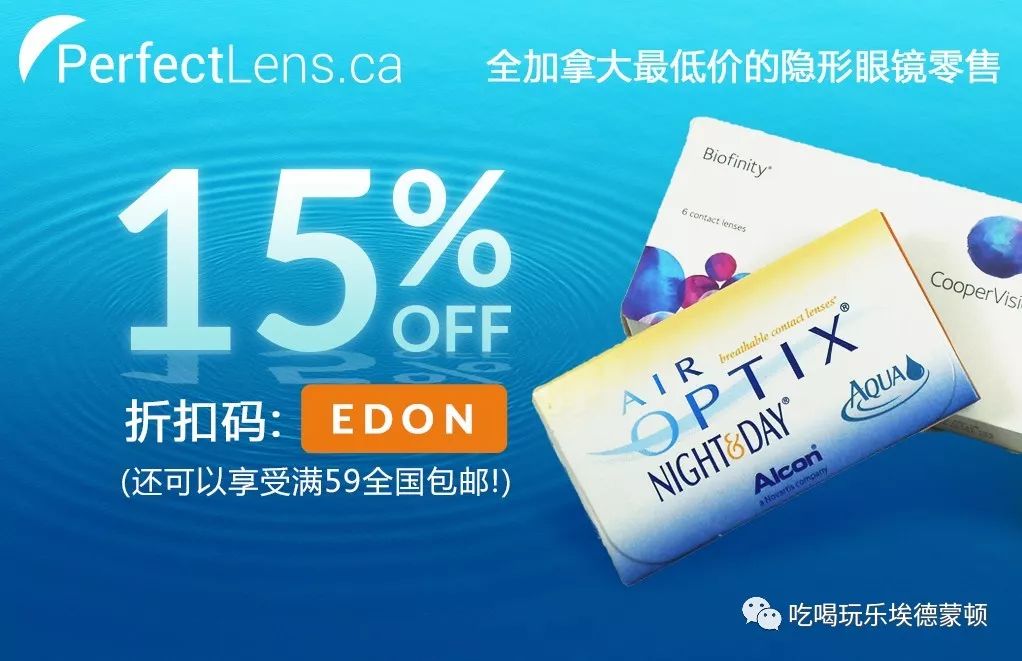 PerfectLens.ca
全加拿大最低价的隐形眼镜零售
15% OFF
折扣码: EDON
(还可以享受满59全国包邮!)
Biofinity®
6 contact lenses
CooperVisi
breathable contact lenses®
AIR
OPTIX®
AQUA
NIGHT&DAY®
Alcon®
a Novartis company
吃喝玩乐埃德蒙顿